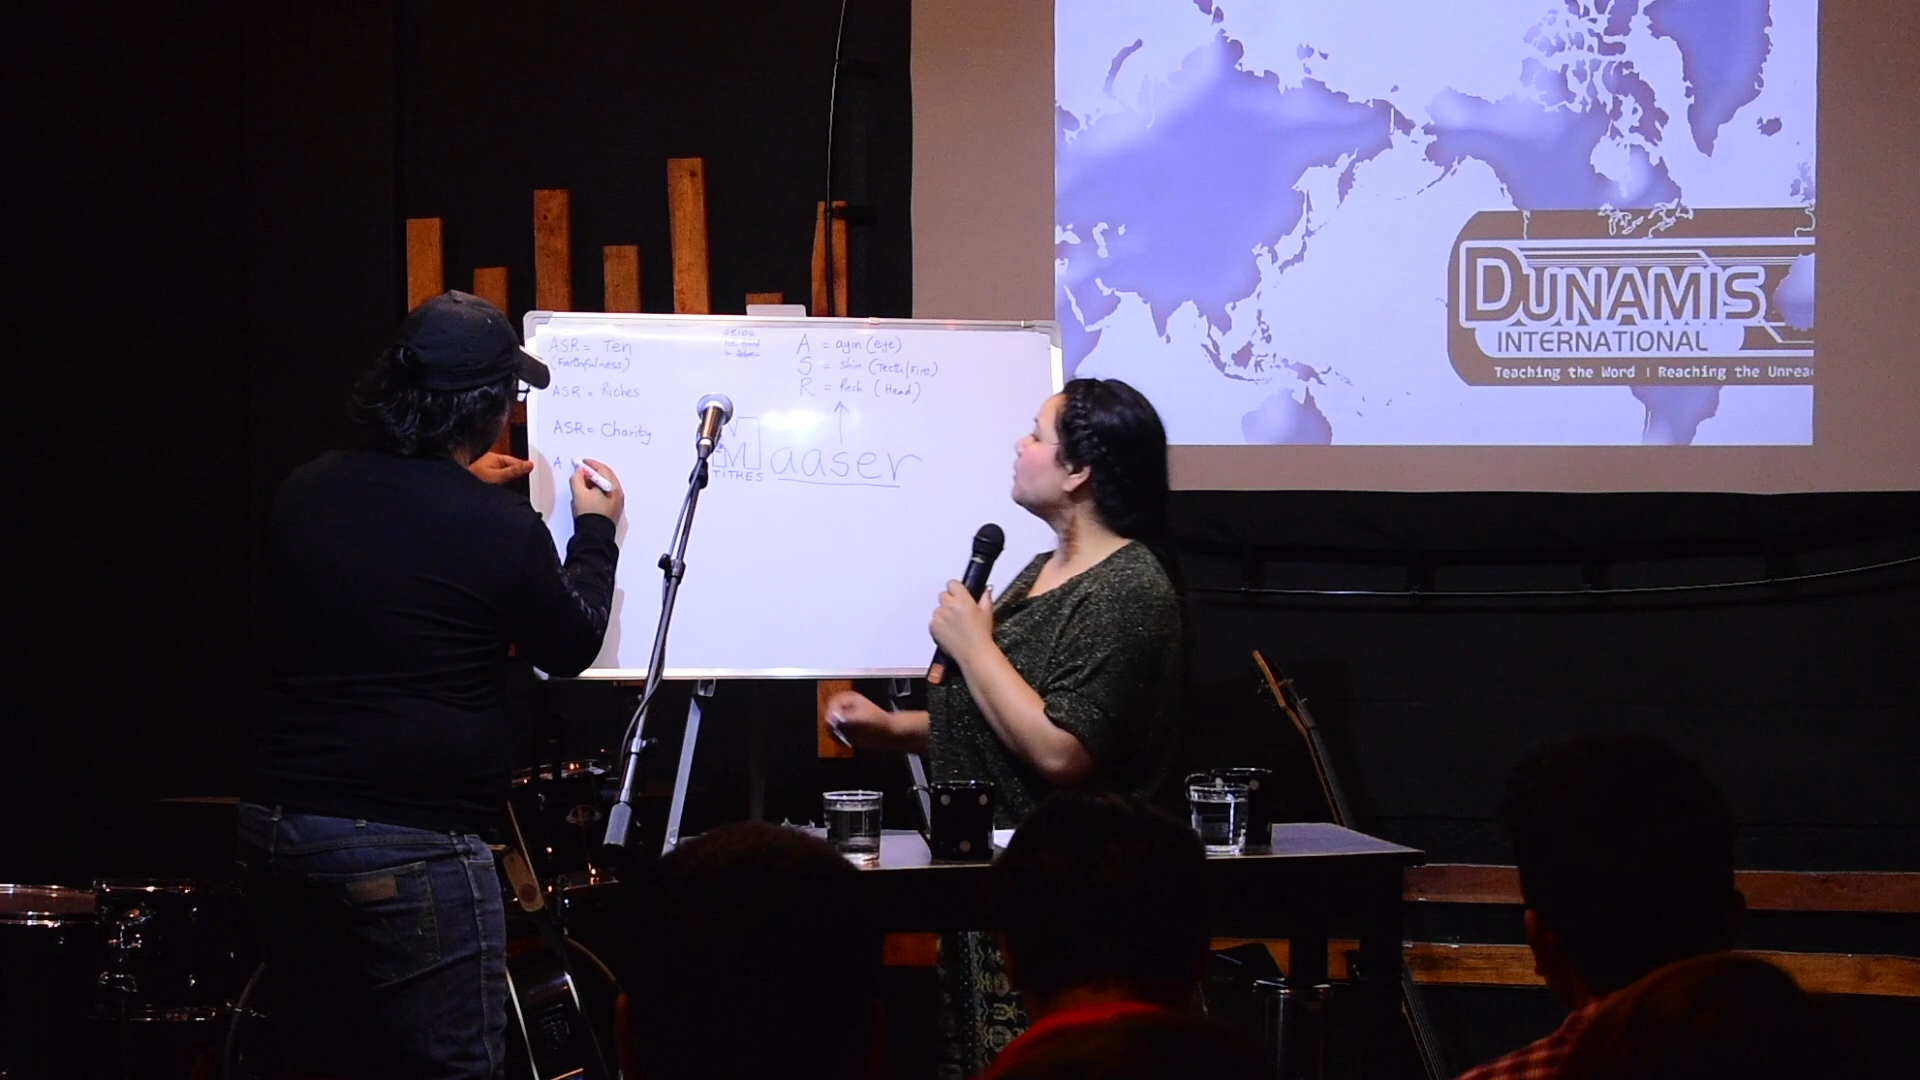 ASR = Ten
(Faithfulness)
ASR = Riches
ASR = Charity
A
aeiou
A = ayin (eye)
S = shin (Teeth/Fire)
R = Resh (Head)
Maaser
TITHES
DUNAMIS
INTERNATIONAL
Teaching the Word | Reaching the Unrea